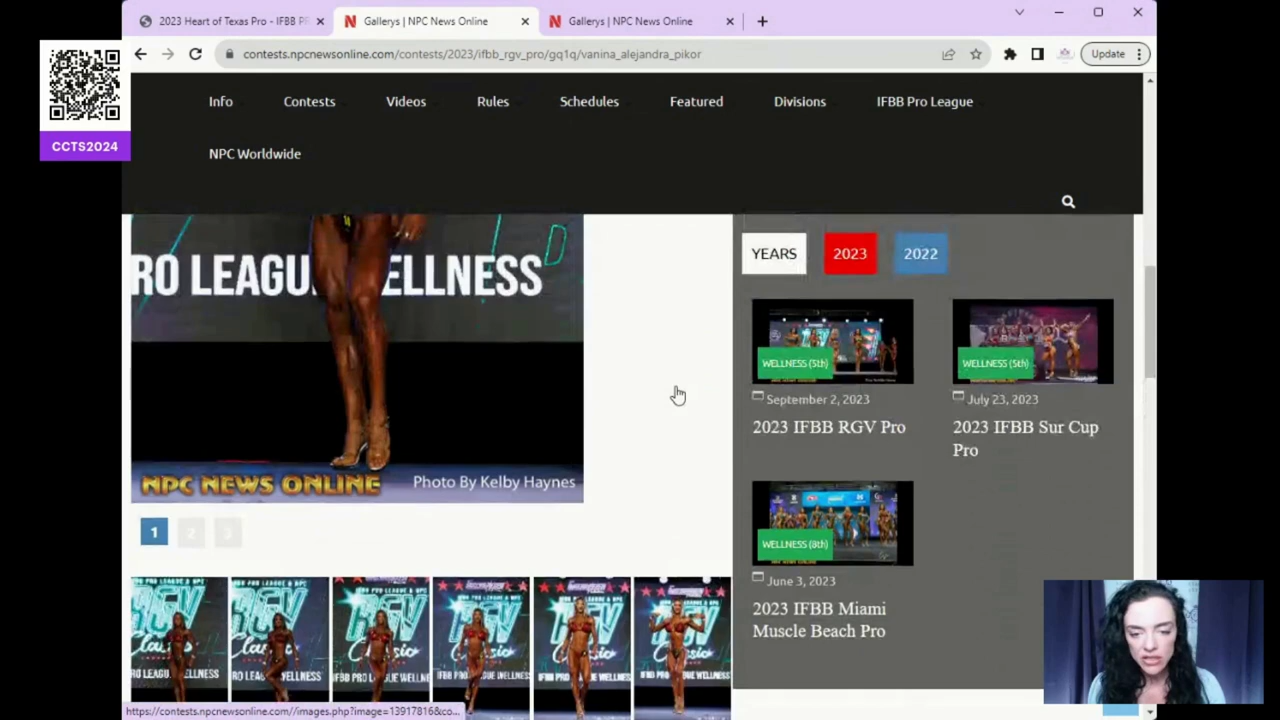 2023 Heart of Texas Pro - IFBB P
Gallerys | NPC News Online
Gallerys | NPC News Online
contests.npcnewsonline.com/contests/2023/ifbb_rgv_pro/gq1q/vanina_alejandra_pikor
Update
CCTS2024
Info
Contests
Videos
Rules
Schedules
Featured
Divisions
IFBB Pro League
NPC Worldwide
RO LEAGU ELLNESS
NPC NEWS ONLINE
Photo By Kelby Haynes
1 2 3
YEARS
2023
2022
WELLNESS (5th)
September 2, 2023
2023 IFBB RGV Pro
WELLNESS (5th)
July 23, 2023
2023 IFBB Sur Cup
Pro
WELLNESS (8th)
June 3, 2023
2023 IFBB Miami
Muscle Beach Pro
RGV
Classic
https://contests.npcnewsonline.com//images.php?image=13917816&co...